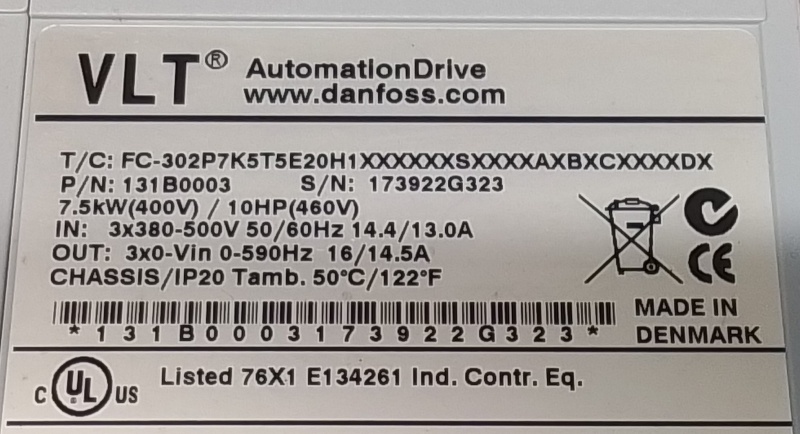 VLT® AutomationDrive
www.danfoss.com
T/C: FC-302P7K5T5E20H1XXXXXXSXXXXAXBXCXXXXDX
P/N: 131B0003 S/N: 173922G323
7.5kW(400V) / 10HP(460V)
IN: 3x380-500V 50/60Hz 14.4/13.0A
OUT: 3x0-Vin 0-590Hz 16/14.5A
CHASSIS/IP20 Tamb. 50°C/122°F
*131B0003173922G323*
MADE IN
DENMARK
CE
C UL US Listed 76X1 E134261 Ind. Contr. Eq.